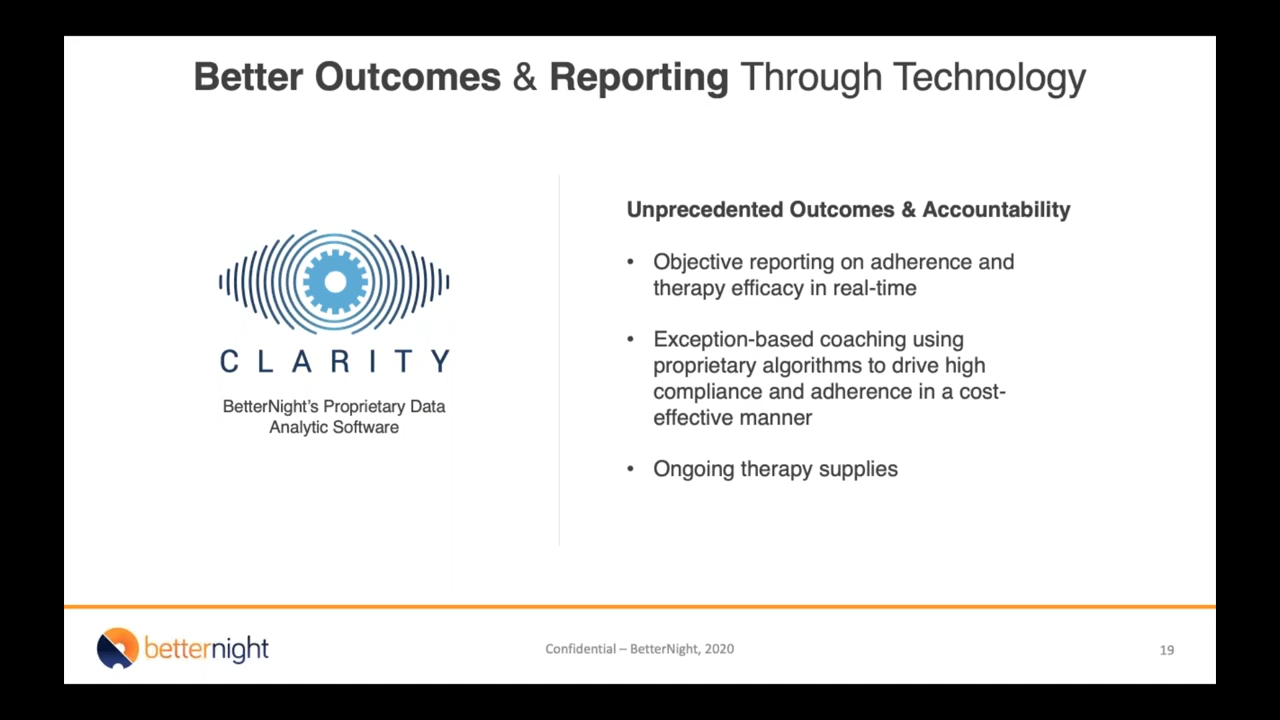 Better Outcomes & Reporting Through Technology
CLARITY
BetterNight's Proprietary Data
Analytic Software
Unprecedented Outcomes & Accountability
• Objective reporting on adherence and
therapy efficacy in real-time
• Exception-based coaching using
proprietary algorithms to drive high
compliance and adherence in a cost-
effective manner
• Ongoing therapy supplies
betternight
Confidential – BetterNight, 2020
19